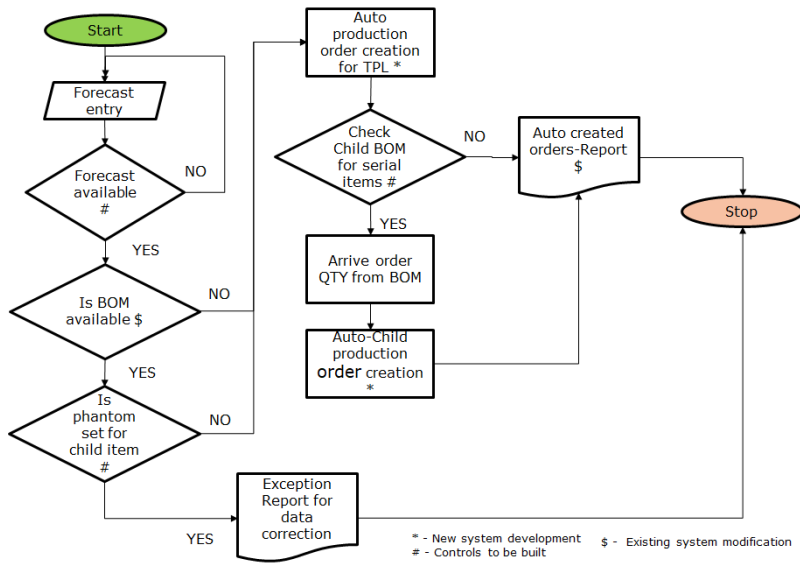 Start
Forecast
entry
Forecast
available
#
NO
YES
Is BOM
available $
NO
YES
Is
phantom
set for
child item
#
NO
YES
Exception
Report for
data
correction
Auto
production
order creation
for TPL *
Check
Child BOM
for serial
items #
NO
YES
Arrive order
QTY from BOM
Auto-Child
production
order creation
*
Auto created
orders-Report
$
Stop
* - New system development
# - Controls to be built
$ - Existing system modification